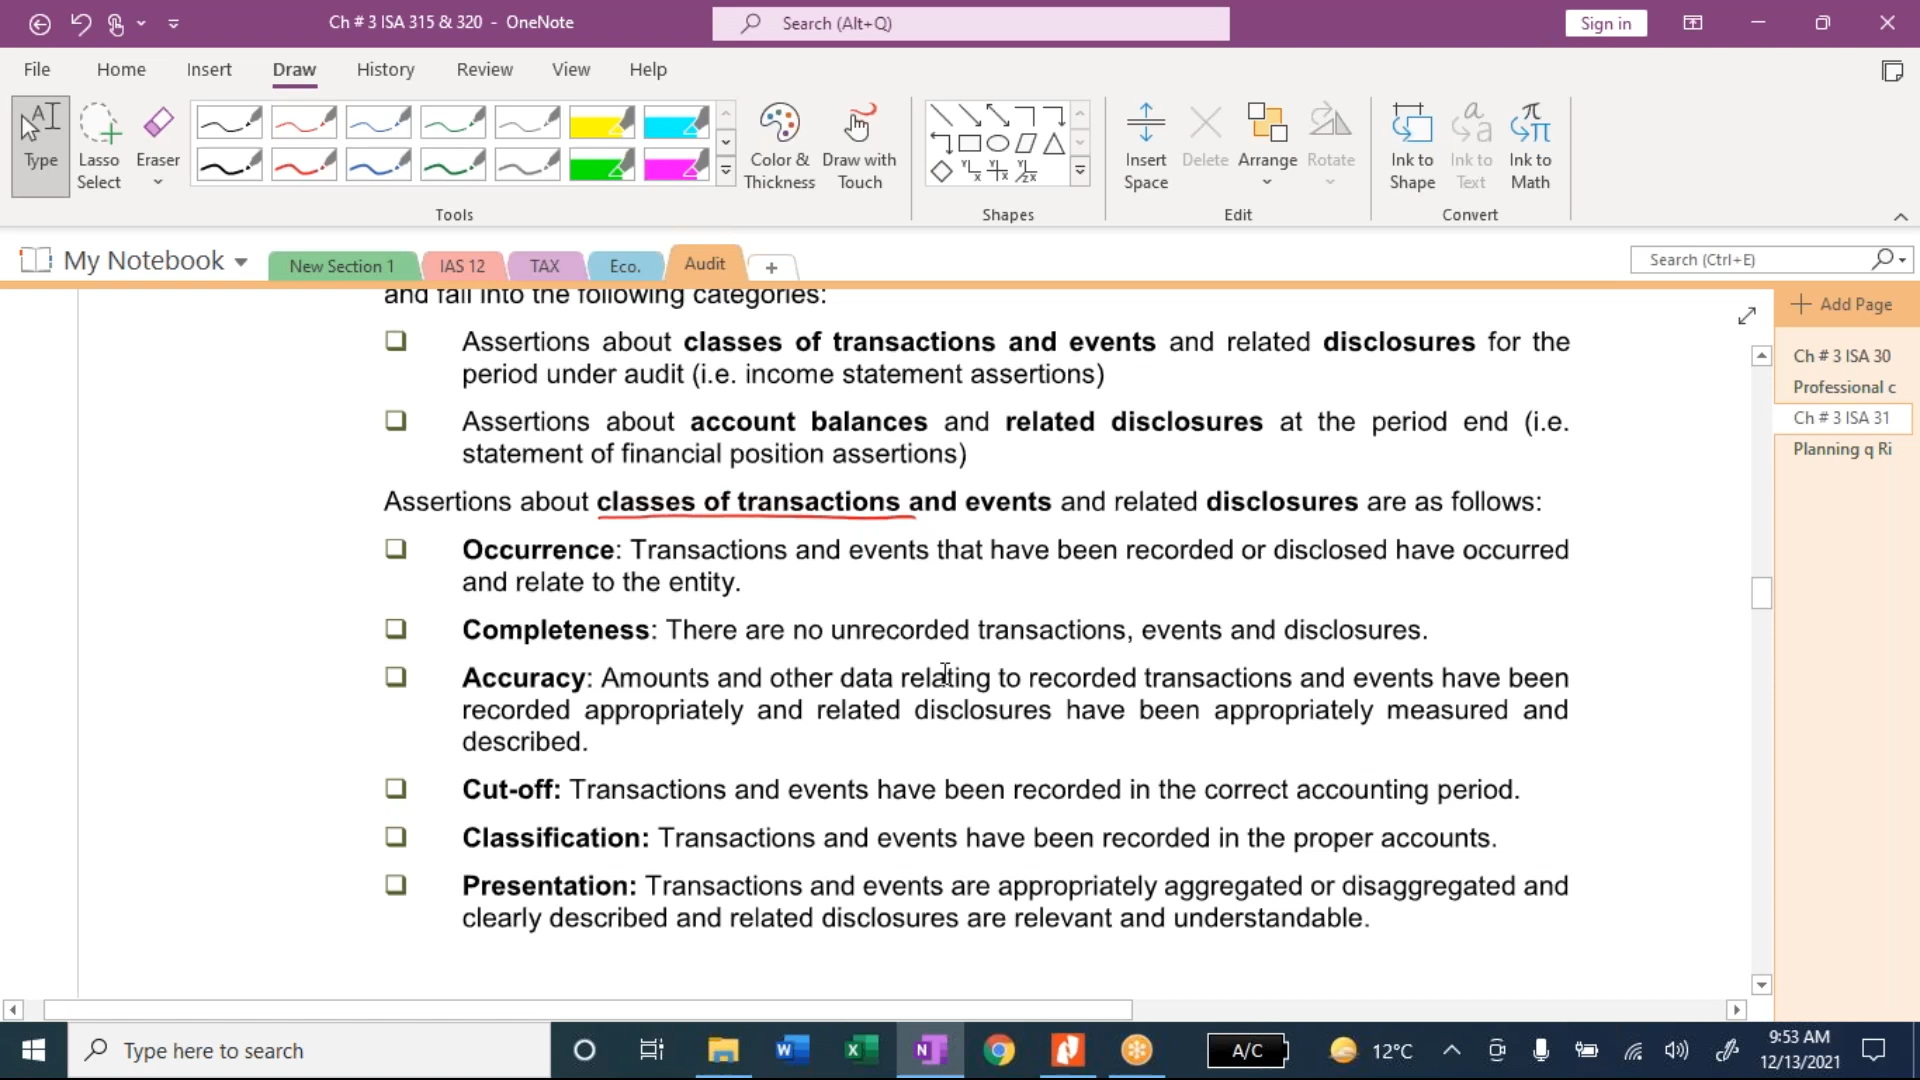 Ch # 3 ISA 315 & 320 - OneNote
Search (Alt+Q)
Sign in
File Home Insert Draw History Review View Help
Type
Lasso Select
Eraser
Color & Thickness
Draw with Touch
Insert Space
Delete
Arrange
Rotate
Ink to Shape
Ink to Text
Ink to Math
Tools Shapes Edit Convert
My Notebook
New Section 1 IAS 12 TAX Eco. Audit
Search (Ctrl+E)
Add Page
Ch # 3 ISA 30
Professional c
Ch # 3 ISA 31
Planning q Ri
and fall into the following categories:
Assertions about classes of transactions and events and related disclosures for the
period under audit (i.e. income statement assertions)
Assertions about account balances and related disclosures at the period end (i.e.
statement of financial position assertions)
Assertions about classes of transactions and events and related disclosures are as follows:
Occurrence: Transactions and events that have been recorded or disclosed have occurred
and relate to the entity.
Completeness: There are no unrecorded transactions, events and disclosures.
Accuracy: Amounts and other data relating to recorded transactions and events have been
recorded appropriately and related disclosures have been appropriately measured and
described.
Cut-off: Transactions and events have been recorded in the correct accounting period.
Classification: Transactions and events have been recorded in the proper accounts.
Presentation: Transactions and events are appropriately aggregated or disaggregated and
clearly described and related disclosures are relevant and understandable.
Type here to search
A/C
12°C
9:53 AM
12/13/2021